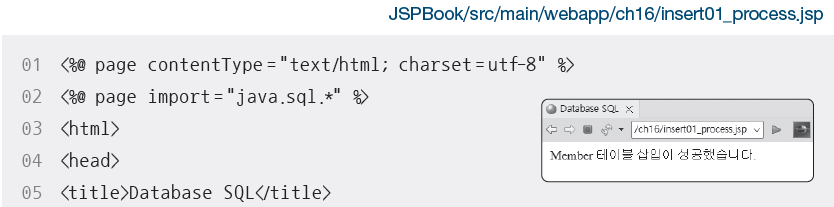 JSPBook/src/main/webapp/ch16/insert01_process.jsp
01 <%@ page contentType="text/html; charset=utf-8" %>
02 <%@ page import="java.sql.*" %>
03 <html>
04 <head>
05 <title>Database SQL</title>
Database SQL
/ch16/insert01_process.jsp
Member 테이블 삽입이 성공했습니다.